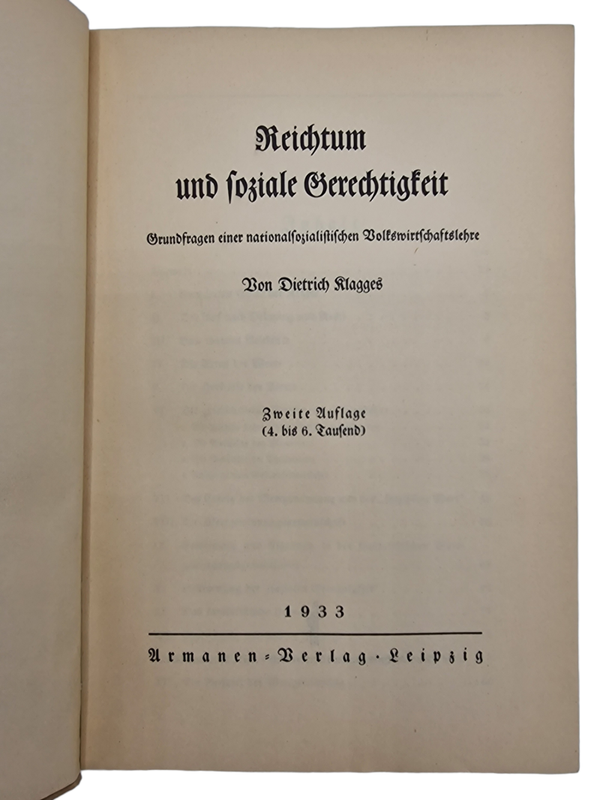 Reichtum
und soziale Gerechtigkeit
Grundfragen einer nationalsozialistischen Volkswirtschaftslehre
Von Dietrich Klagges
Zweite Auflage
(4. bis 6. Tausend)
1933
Armanen-Verlag · Leipzig